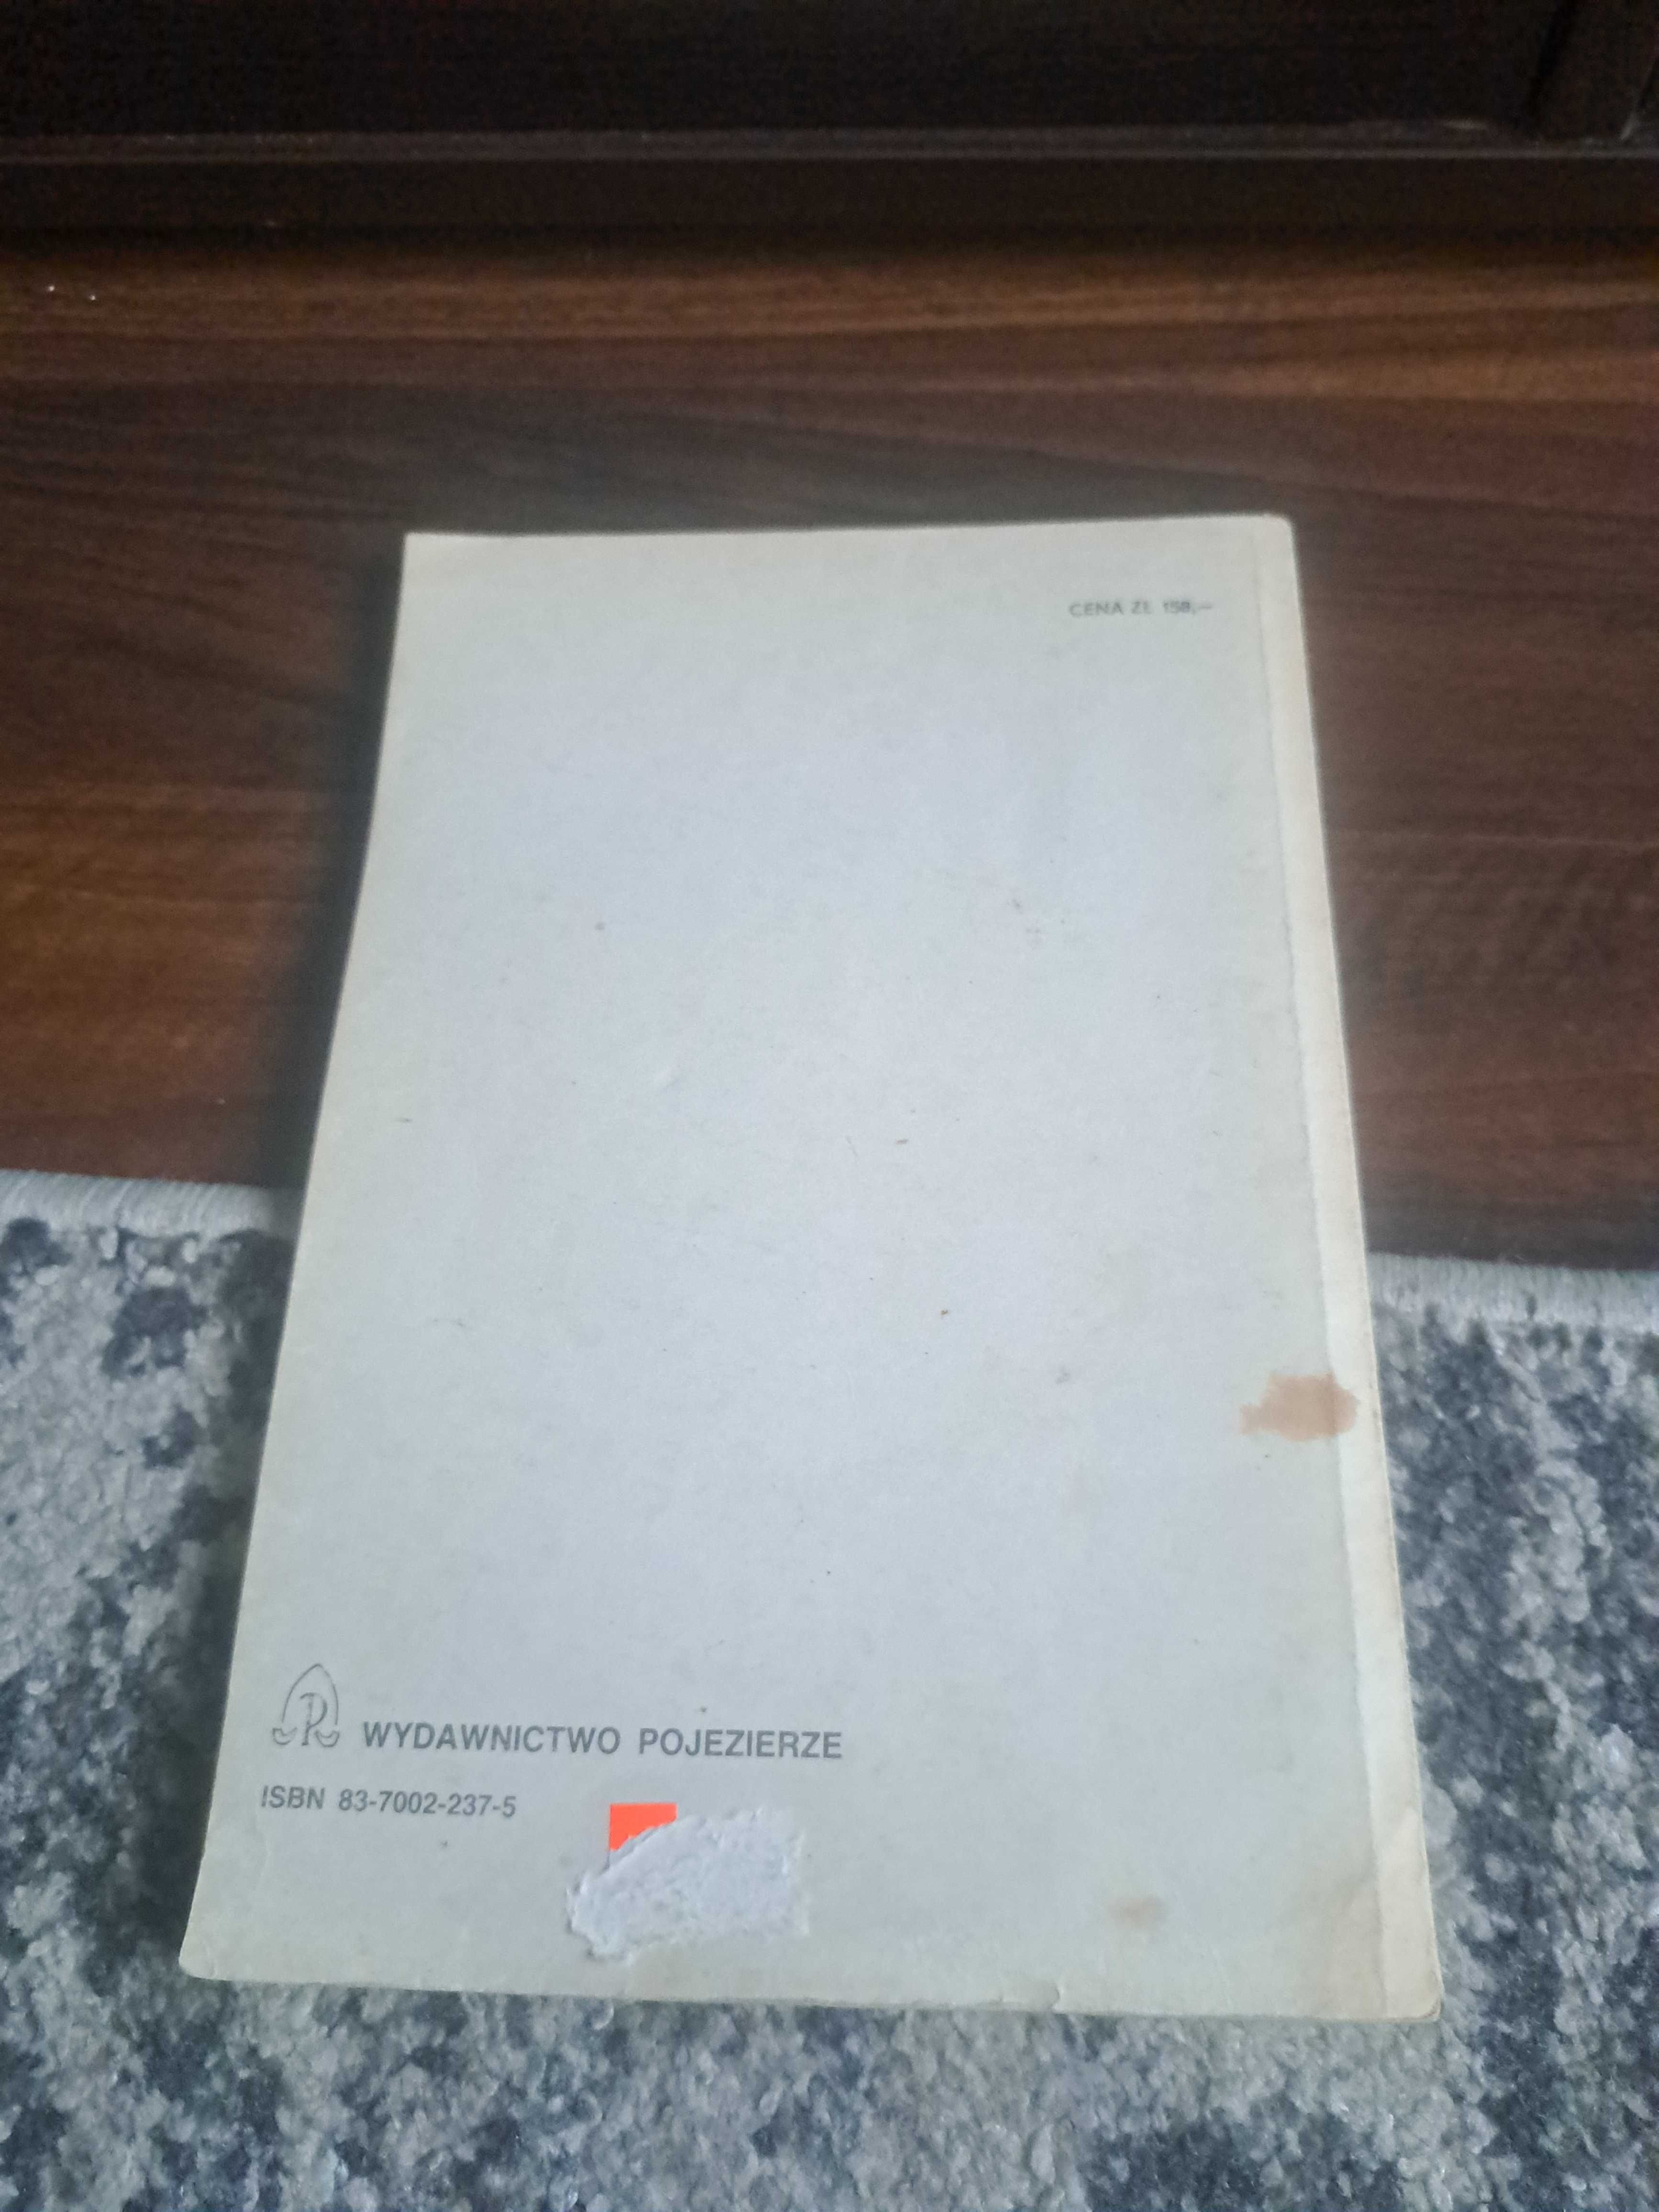 CENA ZŁ 150,—
WYDAWNICTWO POJEZIERZE
ISBN 83-7002-237-5